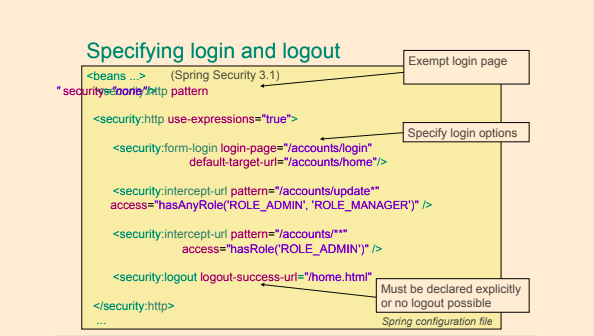 Specifying login and logout
Exempt login page
<beans ...> (Spring Security 3.1)
<security:http pattern
" security="none"/>
<security:http use-expressions="true">
Specify login options
<security:form-login login-page="/accounts/login"
default-target-url="/accounts/home"/>
<security:intercept-url pattern="/accounts/update*"
access="hasAnyRole('ROLE_ADMIN', 'ROLE_MANAGER')" />
<security:intercept-url pattern="/accounts/**"
access="hasRole('ROLE_ADMIN')" />
<security:logout logout-success-url="/home.html"
Must be declared explicitly
or no logout possible
</security:http>
...
Spring configuration file